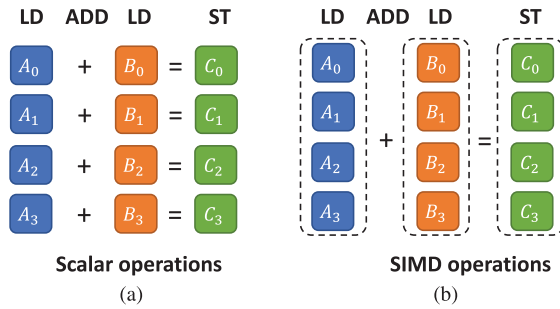 LD ADD LD ST
A₀ + B₀ = C₀
A₁ + B₁ = C₁
A₂ + B₂ = C₂
A₃ + B₃ = C₃
Scalar operations
(a)
LD ADD LD ST
A₀ B₀ C₀
A₁ B₁ C₁
+ =
A₂ B₂ C₂
A₃ B₃ C₃
SIMD operations
(b)